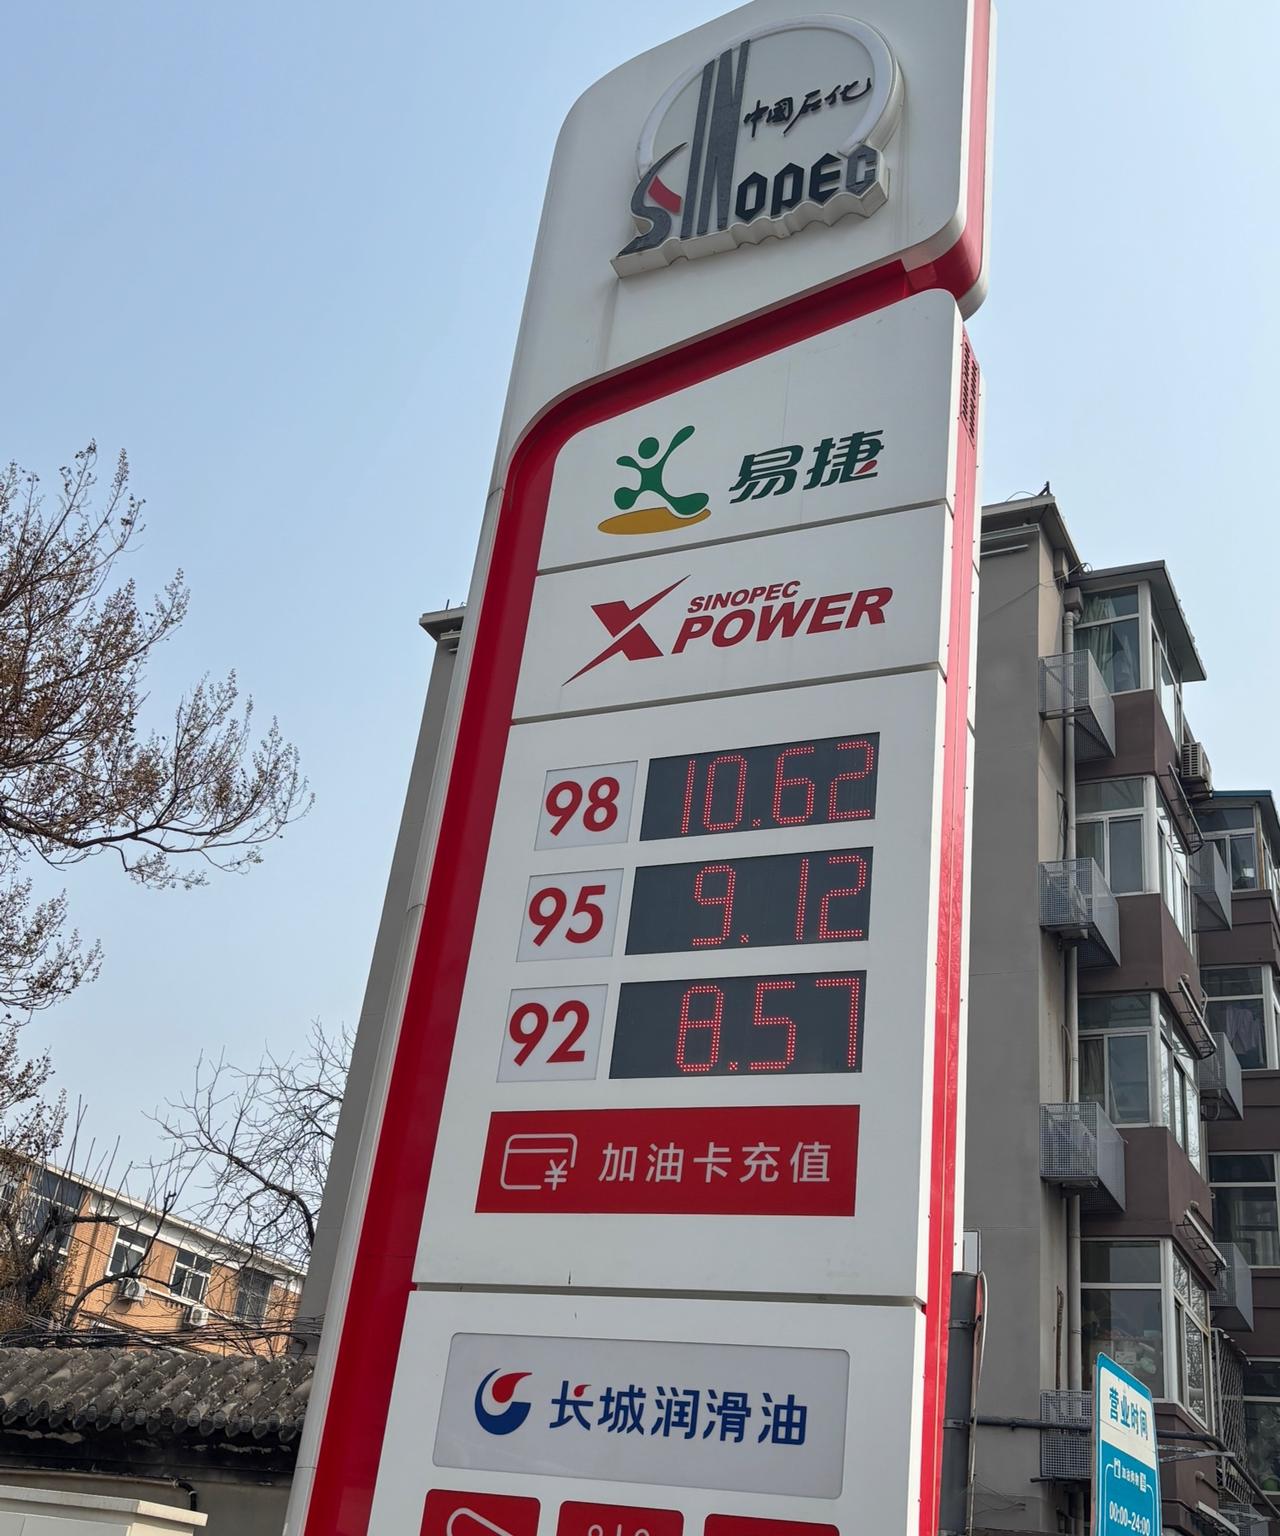 中国石化
SINOPEC
易捷
SINOPEC
X POWER
98 10.62
95 9.12
92 8.57
加油卡充值
长城润滑油
营业时间
00:00-24:00